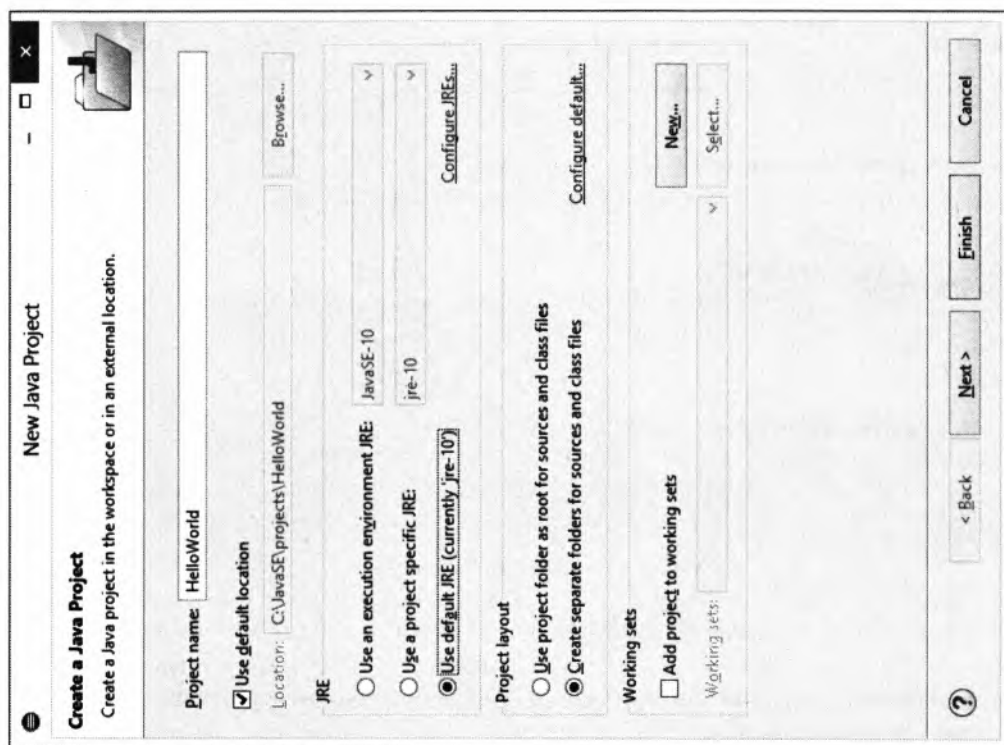 New Java Project
Create a Java Project
Create a Java project in the workspace or in an external location.
Project name: HelloWorld
Use default location
Location: C:\JavaSE\projects\HelloWorld Browse...
JRE
Use an execution environment JRE: JavaSE-10
Use a project specific JRE: jre-10
Use default JRE (currently 'jre-10') Configure JREs...
Project layout
Use project folder as root for sources and class files
Create separate folders for sources and class files Configure default...
Working sets
Add project to working sets New...
Working sets: Select...
? < Back Next > Finish Cancel